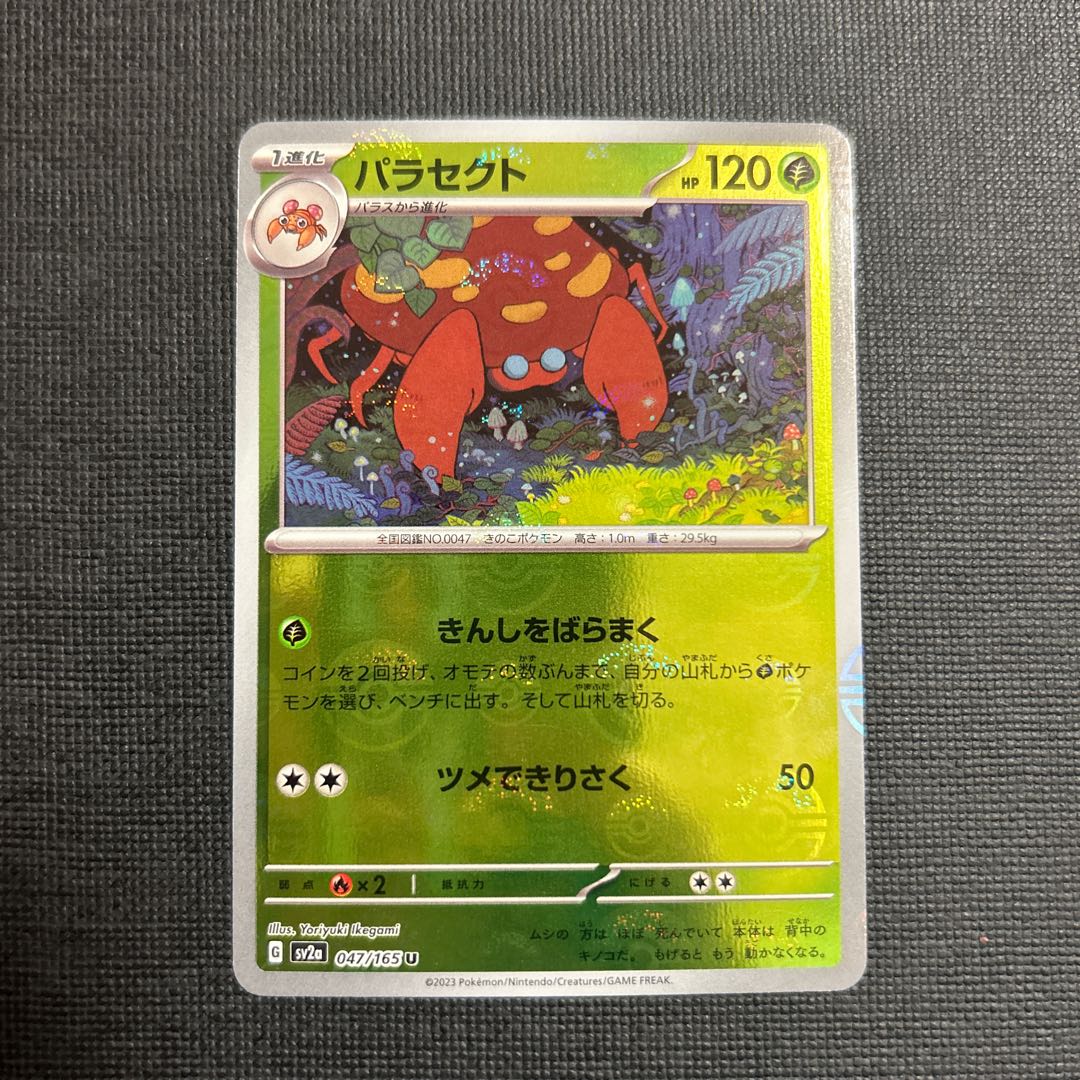 1進化
パラセクト
HP 120
パラスから進化
全国図鑑NO.0047 きのこポケモン 高さ：1.0m 重さ：29.5kg
きんしをばらまく
コインを2回投げ、オモテの数ぶんまで、自分の山札からポケ
モンを選び、ベンチに出す。そして山札を切る。
ツメできりさく 50
弱点 ×2 抵抗力 にげる
Illus. Yoriyuki Ikegami
ムシの 方は ほぼ 死んでいて 本体は 背中の
キノコだ。 もげると もう 動かなくなる。
G sv2a 047/165 U
©2023 Pokémon/Nintendo/Creatures/GAME FREAK.